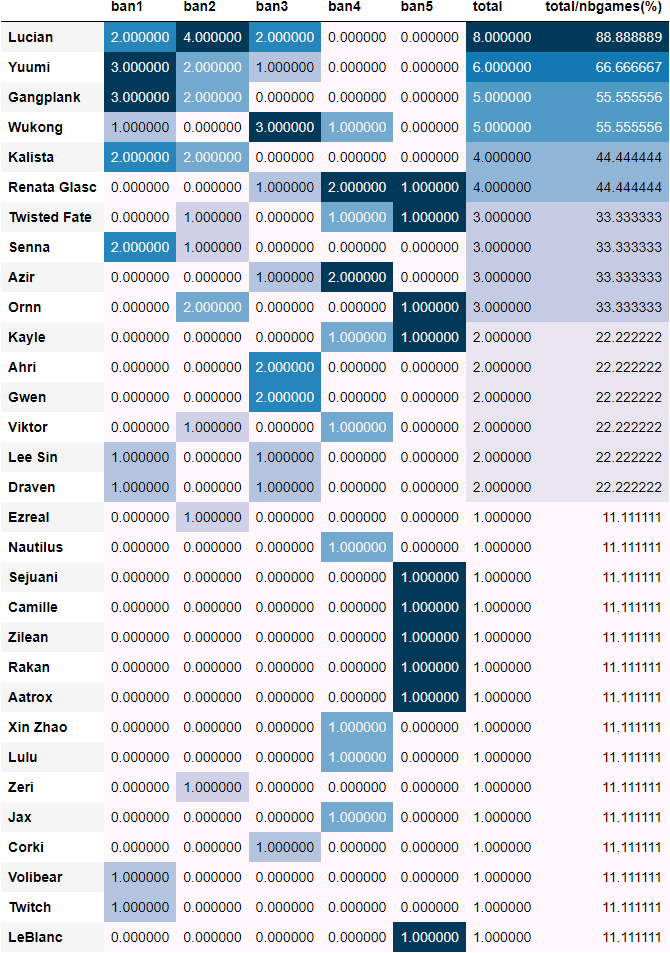 ban1 ban2 ban3 ban4 ban5 total total/nbgames(%)
Lucian 2.000000 4.000000 2.000000 0.000000 0.000000 8.000000 88.888889
Yuumi 3.000000 2.000000 1.000000 0.000000 0.000000 6.000000 66.666667
Gangplank 3.000000 2.000000 0.000000 0.000000 0.000000 5.000000 55.555556
Wukong 1.000000 0.000000 3.000000 1.000000 0.000000 5.000000 55.555556
Kalista 2.000000 2.000000 0.000000 0.000000 0.000000 4.000000 44.444444
Renata Glasc 0.000000 0.000000 1.000000 2.000000 1.000000 4.000000 44.444444
Twisted Fate 0.000000 1.000000 0.000000 1.000000 1.000000 3.000000 33.333333
Senna 2.000000 1.000000 0.000000 0.000000 0.000000 3.000000 33.333333
Azir 0.000000 0.000000 1.000000 2.000000 0.000000 3.000000 33.333333
Ornn 0.000000 2.000000 0.000000 0.000000 1.000000 3.000000 33.333333
Kayle 0.000000 0.000000 0.000000 1.000000 1.000000 2.000000 22.222222
Ahri 0.000000 0.000000 2.000000 0.000000 0.000000 2.000000 22.222222
Gwen 0.000000 0.000000 2.000000 0.000000 0.000000 2.000000 22.222222
Viktor 0.000000 1.000000 0.000000 1.000000 0.000000 2.000000 22.222222
Lee Sin 1.000000 0.000000 1.000000 0.000000 0.000000 2.000000 22.222222
Draven 1.000000 0.000000 1.000000 0.000000 0.000000 2.000000 22.222222
Ezreal 0.000000 1.000000 0.000000 0.000000 0.000000 1.000000 11.111111
Nautilus 0.000000 0.000000 0.000000 1.000000 0.000000 1.000000 11.111111
Sejuani 0.000000 0.000000 0.000000 0.000000 1.000000 1.000000 11.111111
Camille 0.000000 0.000000 0.000000 0.000000 1.000000 1.000000 11.111111
Zilean 0.000000 0.000000 0.000000 0.000000 1.000000 1.000000 11.111111
Rakan 0.000000 0.000000 0.000000 0.000000 1.000000 1.000000 11.111111
Aatrox 0.000000 0.000000 0.000000 0.000000 1.000000 1.000000 11.111111
Xin Zhao 0.000000 0.000000 0.000000 1.000000 0.000000 1.000000 11.111111
Lulu 0.000000 0.000000 0.000000 1.000000 0.000000 1.000000 11.111111
Zeri 0.000000 1.000000 0.000000 0.000000 0.000000 1.000000 11.111111
Jax 0.000000 0.000000 0.000000 1.000000 0.000000 1.000000 11.111111
Corki 0.000000 0.000000 1.000000 0.000000 0.000000 1.000000 11.111111
Volibear 1.000000 0.000000 0.000000 0.000000 0.000000 1.000000 11.111111
Twitch 1.000000 0.000000 0.000000 0.000000 0.000000 1.000000 11.111111
LeBlanc 0.000000 0.000000 0.000000 0.000000 1.000000 1.000000 11.111111